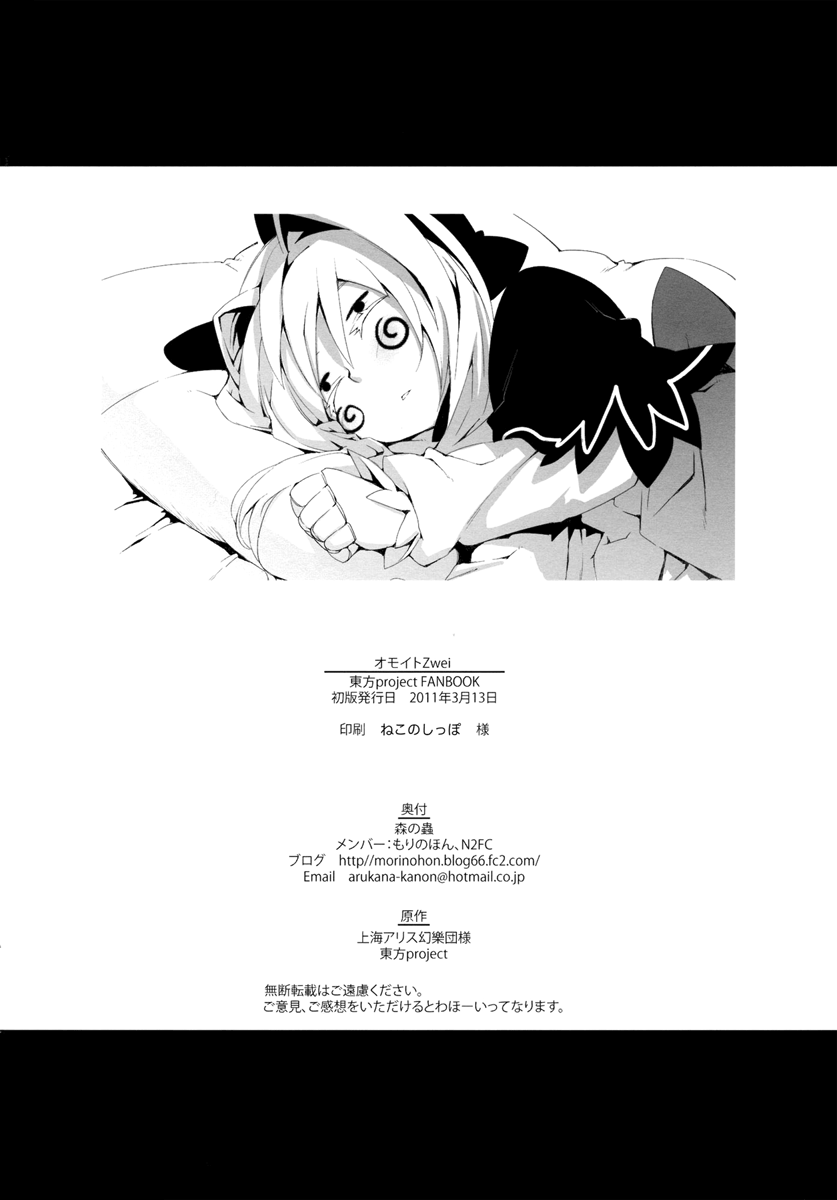 オモイトZwei
東方project FANBOOK
初版発行日　2011年3月13日
印刷　ねこのしっぽ　様
奥付
森の蟲
メンバー：もりのほん、N2FC
ブログ　http//morinohon.blog66.fc2.com/
Email　arukana-kanon@hotmail.co.jp
原作
上海アリス幻樂団様
東方project
無断転載はご遠慮ください。
ご意見、ご感想をいただけるとわほーいってなります。